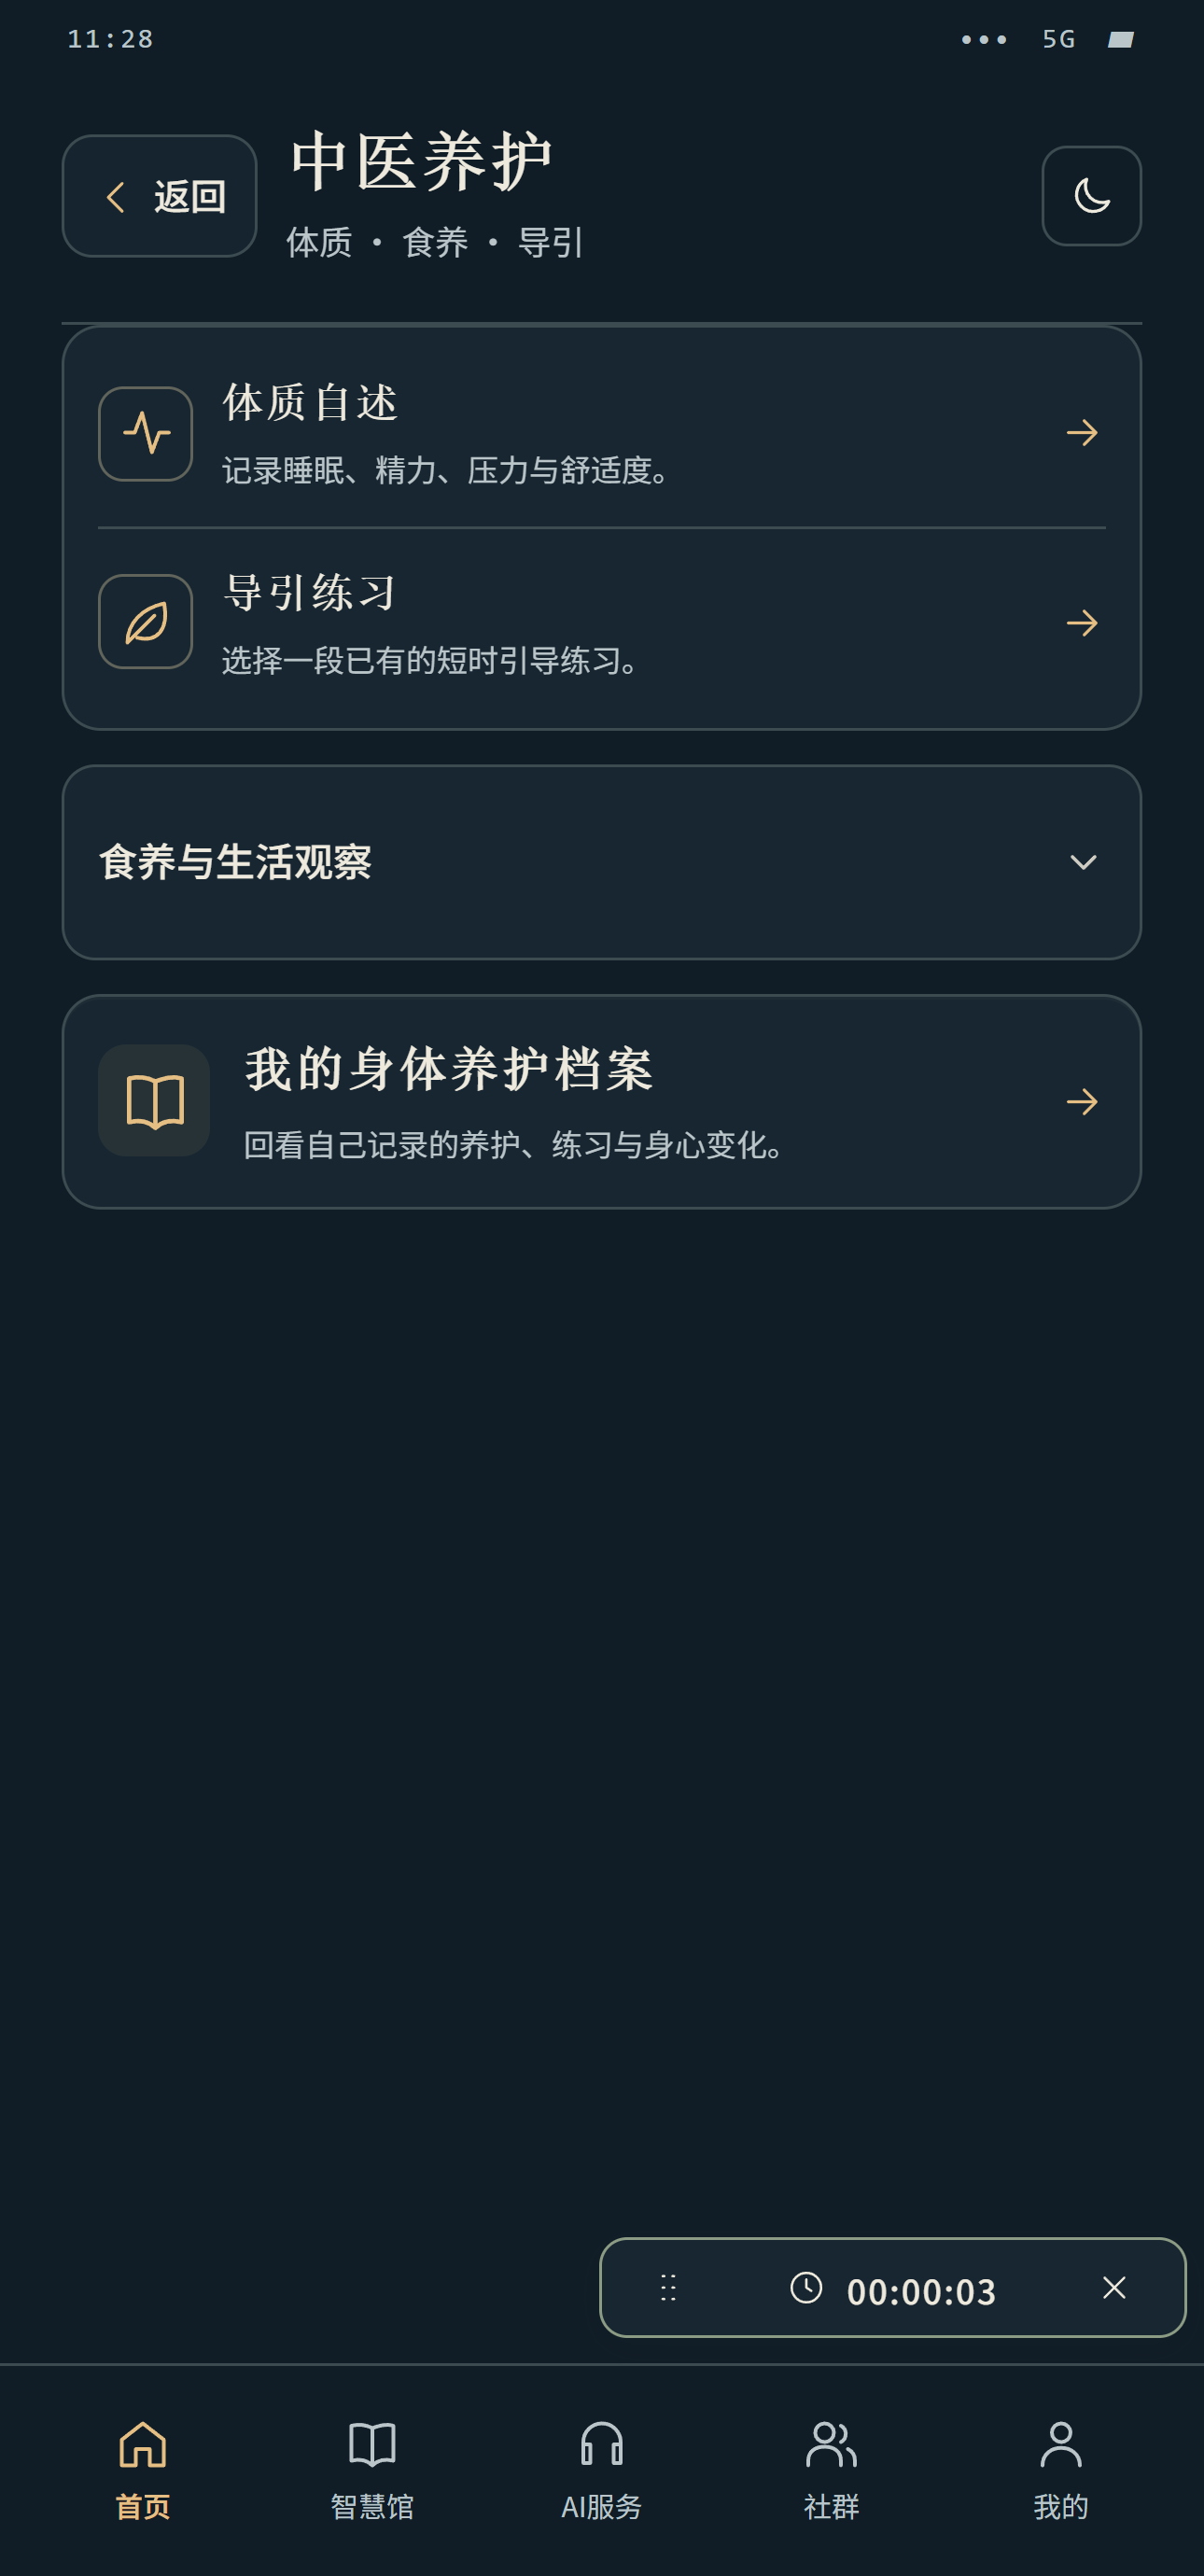 11:28
••• 5G
返回
中医养护
体质 · 食养 · 导引
体质自述
记录睡眠、精力、压力与舒适度。
导引练习
选择一段已有的短时引导练习。
食养与生活观察
我的身体养护档案
回看自己记录的养护、练习与身心变化。
00:00:03
首页
智慧馆
AI服务
社群
我的